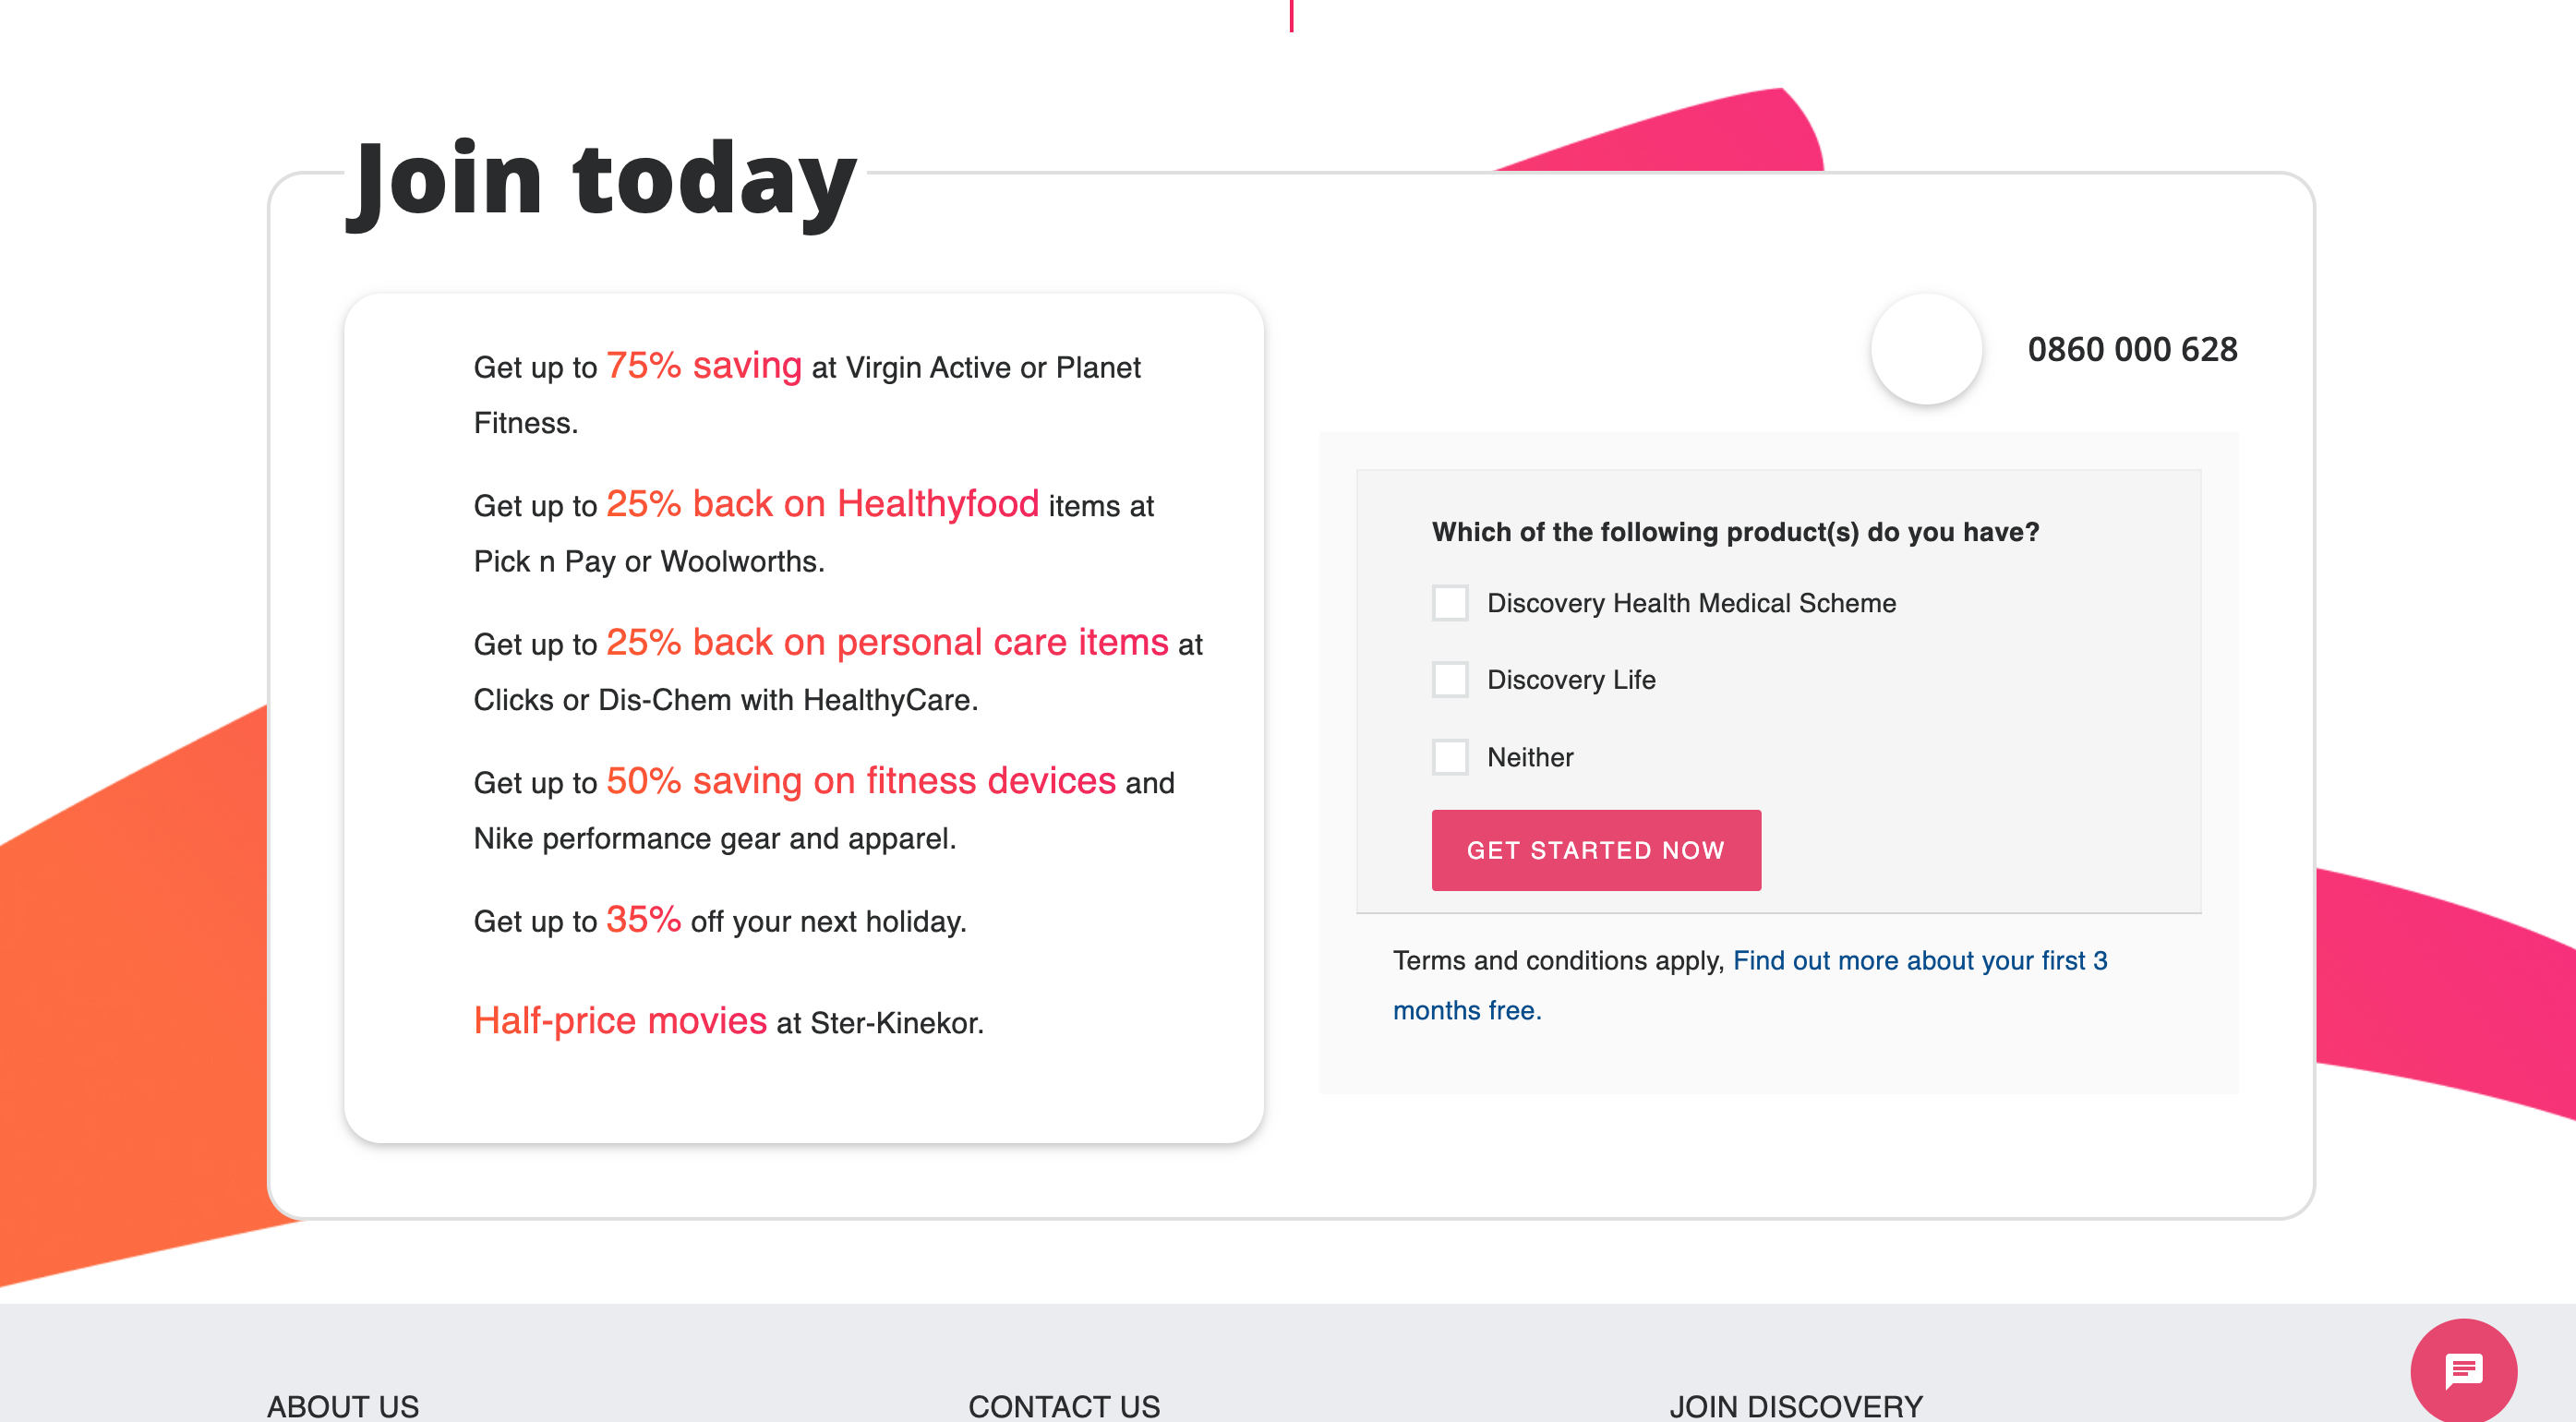 Join today
Get up to 75% saving at Virgin Active or Planet
Fitness.
Get up to 25% back on Healthyfood items at
Pick n Pay or Woolworths.
Get up to 25% back on personal care items at
Clicks or Dis-Chem with HealthyCare.
Get up to 50% saving on fitness devices and
Nike performance gear and apparel.
Get up to 35% off your next holiday.
Half-price movies at Ster-Kinekor.
0860 000 628
Which of the following product(s) do you have?
Discovery Health Medical Scheme
Discovery Life
Neither
GET STARTED NOW
Terms and conditions apply, Find out more about your first 3
months free.
ABOUT US
CONTACT US
JOIN DISCOVERY